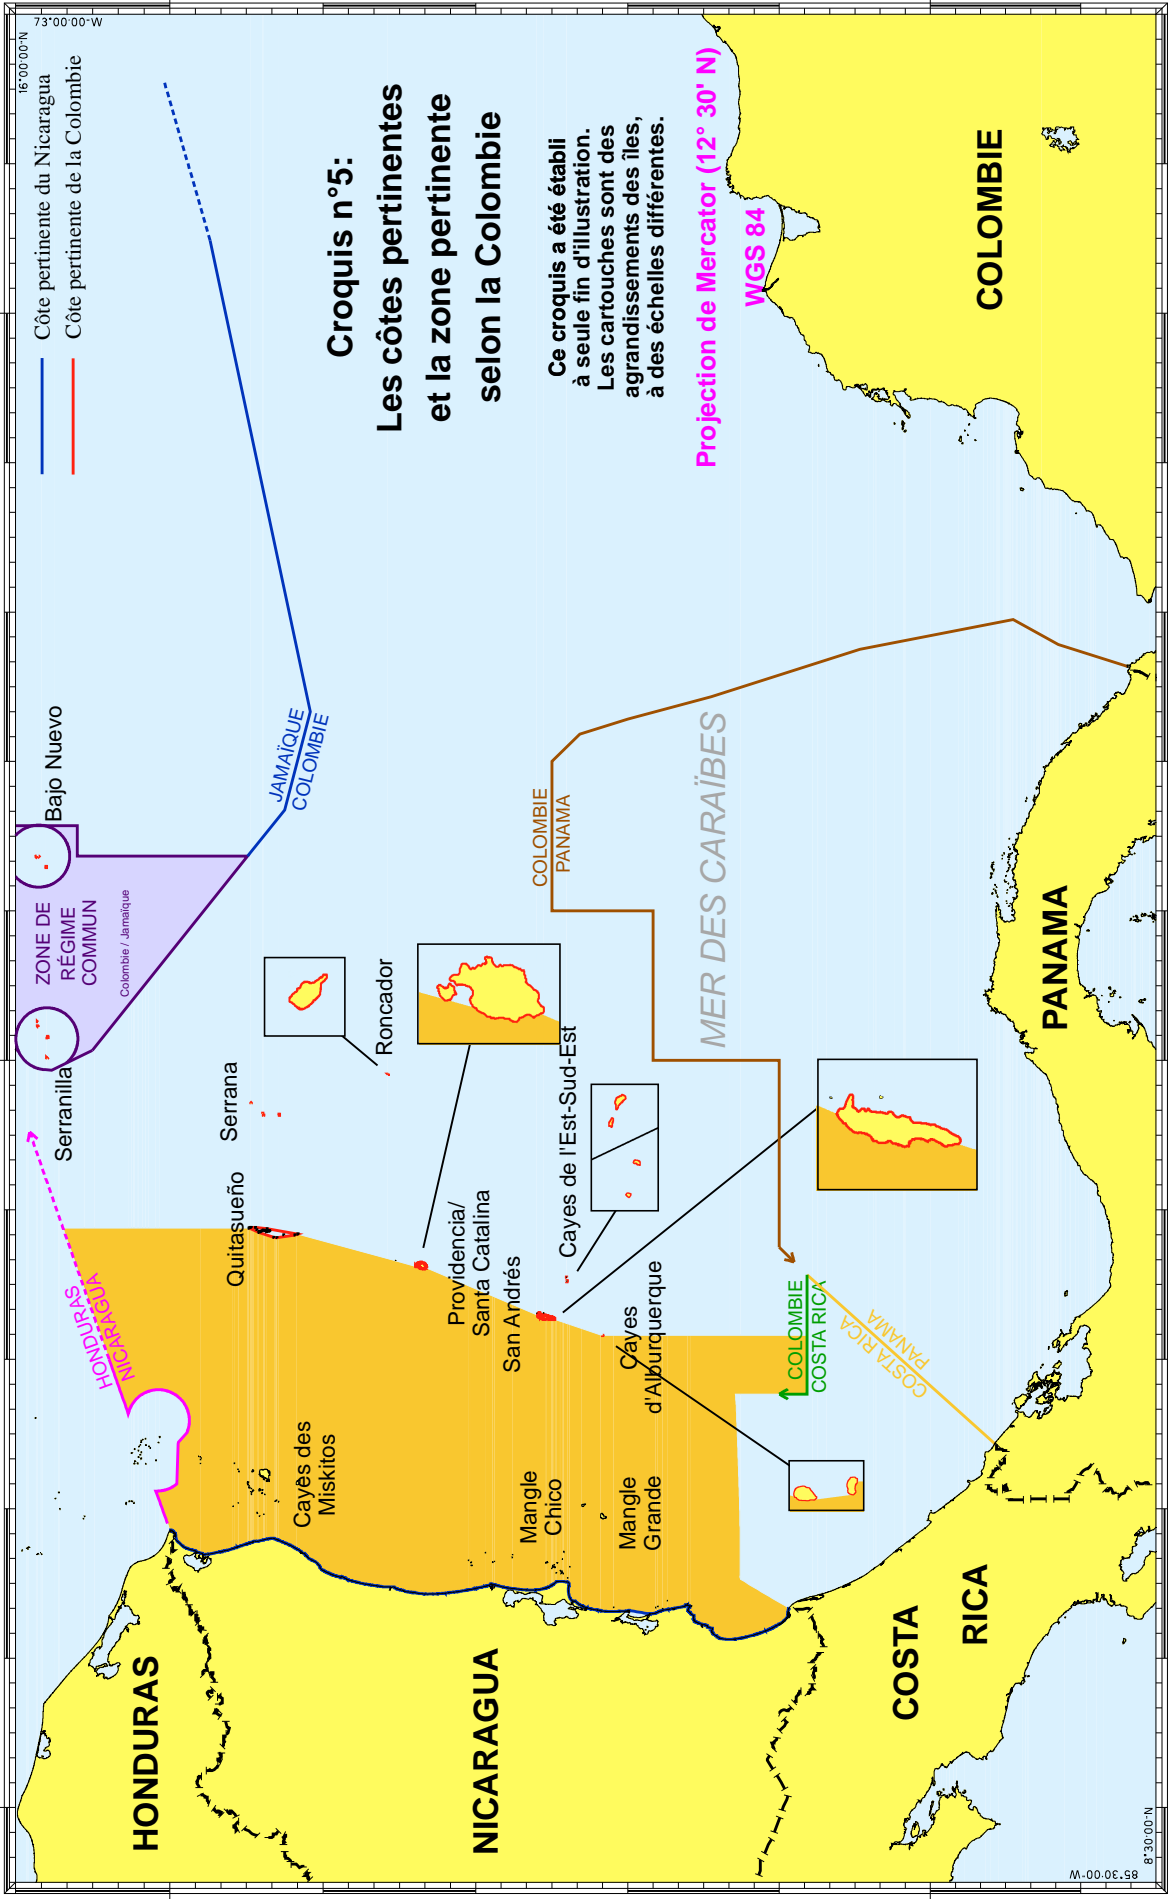 73°00'00"W
16°00'00"N
Côte pertinente du Nicaragua
Côte pertinente de la Colombie
Croquis n°5:
Les côtes pertinentes
et la zone pertinente
selon la Colombie
Ce croquis a été établi
à seule fin d'illustration.
Les cartouches sont des
agrandissements des îles,
à des échelles différentes.
Projection de Mercator (12° 30' N)
WGS 84
COLOMBIE
Bajo Nuevo
JAMAÏQUE
COLOMBIE
ZONE DE
RÉGIME
COMMUN
Colombie / Jamaïque
Serranilla
COLOMBIE
PANAMA
MER DES CARAÏBES
PANAMA
Roncador
Serrana
Quitasueño
Providencia/
Santa Catalina
San Andrés
Cayes de l'Est-Sud-Est
Cayes
d'Alburquerque
HONDURAS
NICARAGUA
COLOMBIE
COSTA RICA
COSTA RICA
PANAMA
Cayes des
Miskitos
Mangle
Chico
Mangle
Grande
HONDURAS
NICARAGUA
COSTA
RICA
8°30'00"N
85°30'00"W